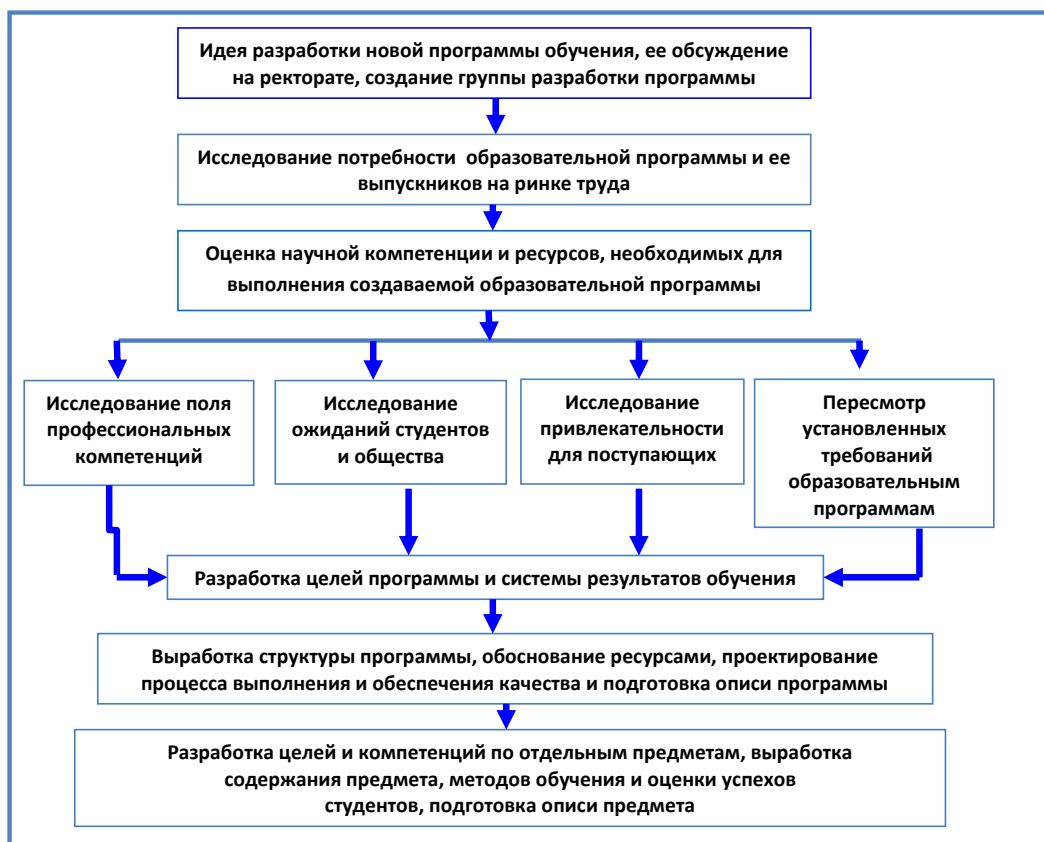 Идея разработки новой программы обучения, ее обсуждение
на ректорате, создание группы разработки программы
Исследование потребности образовательной программы и ее
выпускников на ринке труда
Оценка научной компетенции и ресурсов, необходимых для
выполнения создаваемой образовательной программы
Исследование поля
профессиональных
компетенций
Исследование
ожиданий студентов
и общества
Исследование
привлекательности
для поступающих
Пересмотр
установленных
требований
образовательным
программам
Разработка целей программы и системы результатов обучения
Выработка структуры программы, обоснование ресурсами, проектирование
процесса выполнения и обеспечения качества и подготовка описи программы
Разработка целей и компетенций по отдельным предметам, выработка
содержания предмета, методов обучения и оценки успехов
студентов, подготовка описи предмета